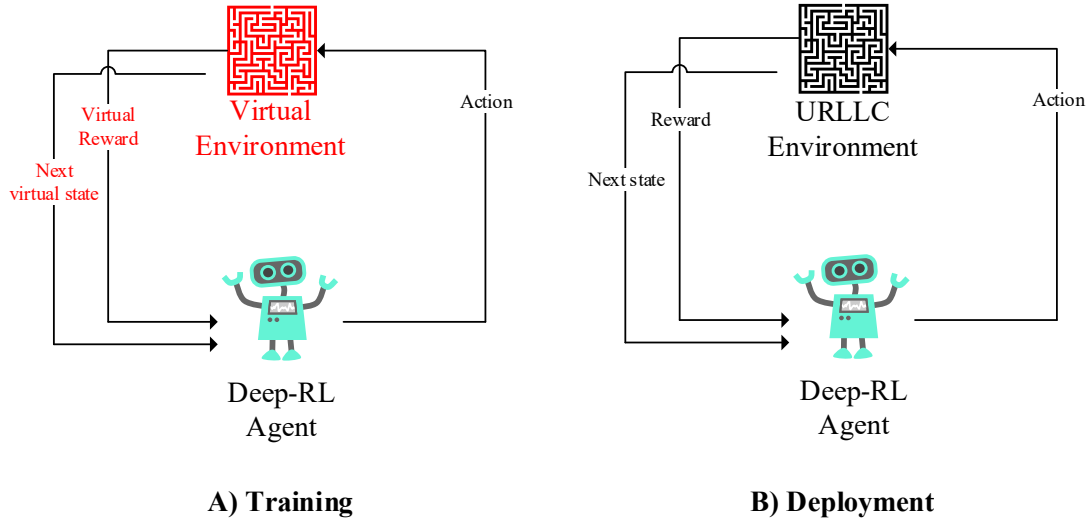 Virtual
Environment
Action
Virtual
Reward
Next
virtual state
Deep-RL
Agent
A) Training
URLLC
Environment
Action
Reward
Next state
Deep-RL
Agent
B) Deployment